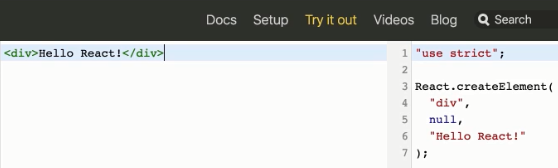 Docs Setup Try it out Videos Blog Search
<div>Hello React!</div>
1 "use strict";
2
3 React.createElement(
4 "div",
5 null,
6 "Hello React!"
7 );